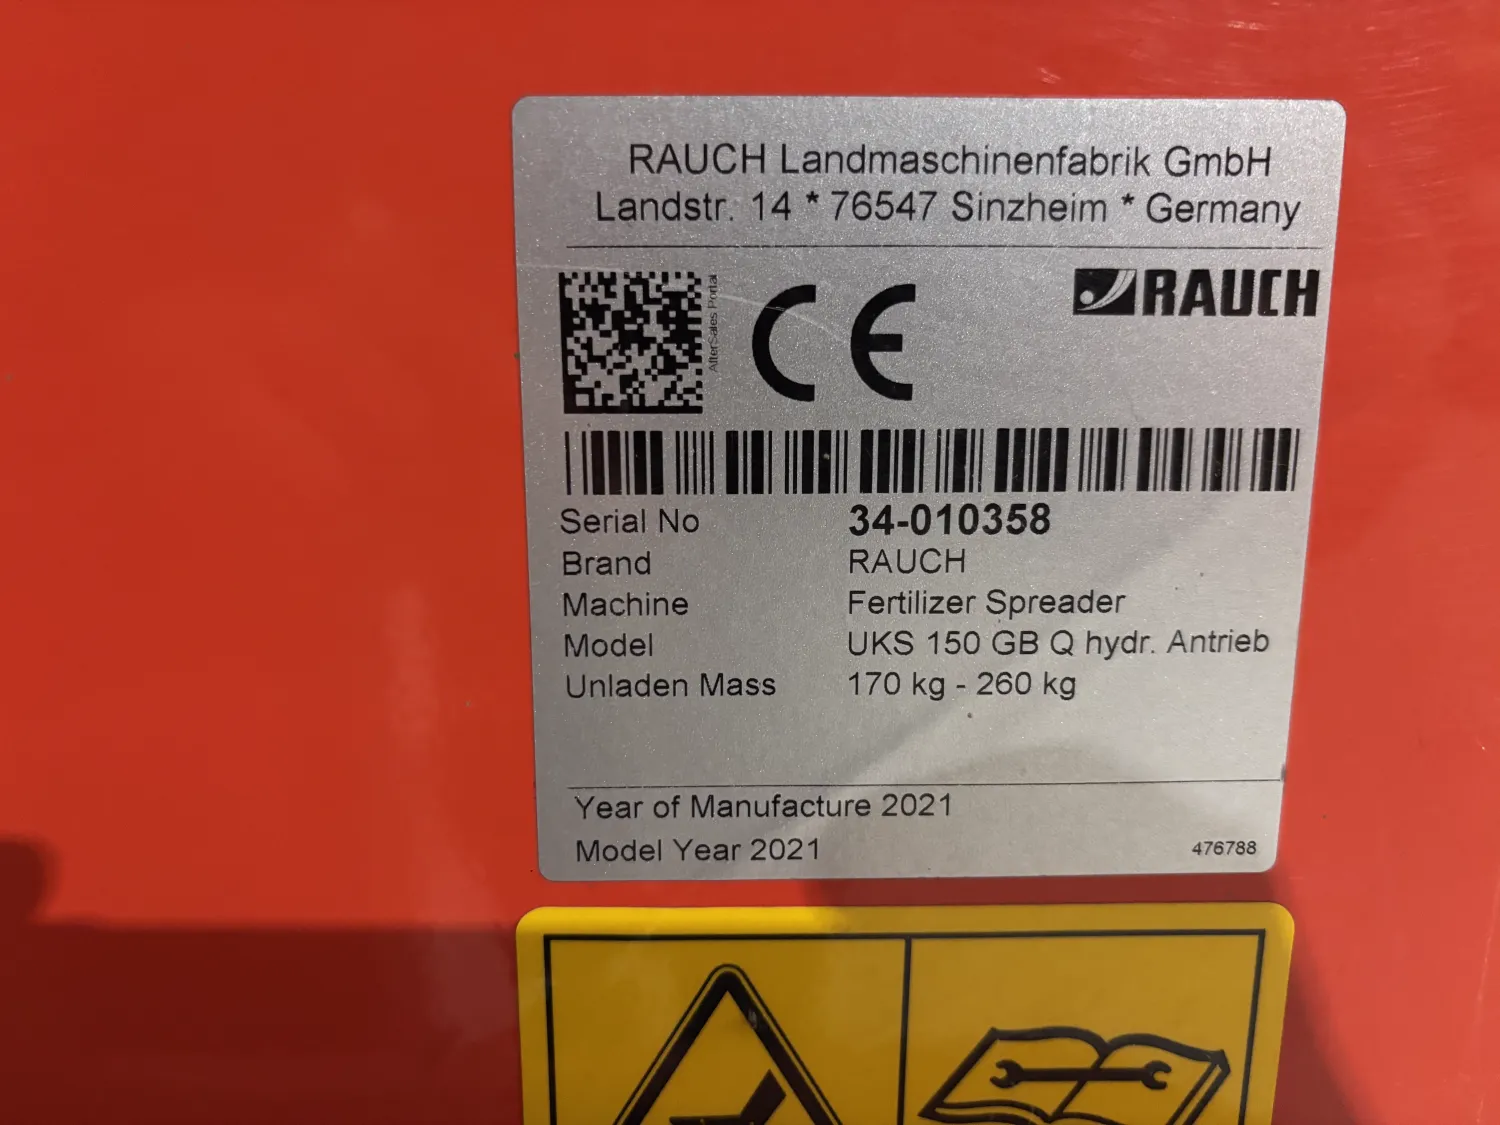 RAUCH Landmaschinenfabrik GmbH
Landstr. 14 * 76547 Sinzheim * Germany
AfterSales Portal
CE
RAUCH
Serial No 34-010358
Brand RAUCH
Machine Fertilizer Spreader
Model UKS 150 GB Q hydr. Antrieb
Unladen Mass 170 kg - 260 kg
Year of Manufacture 2021
Model Year 2021
476788